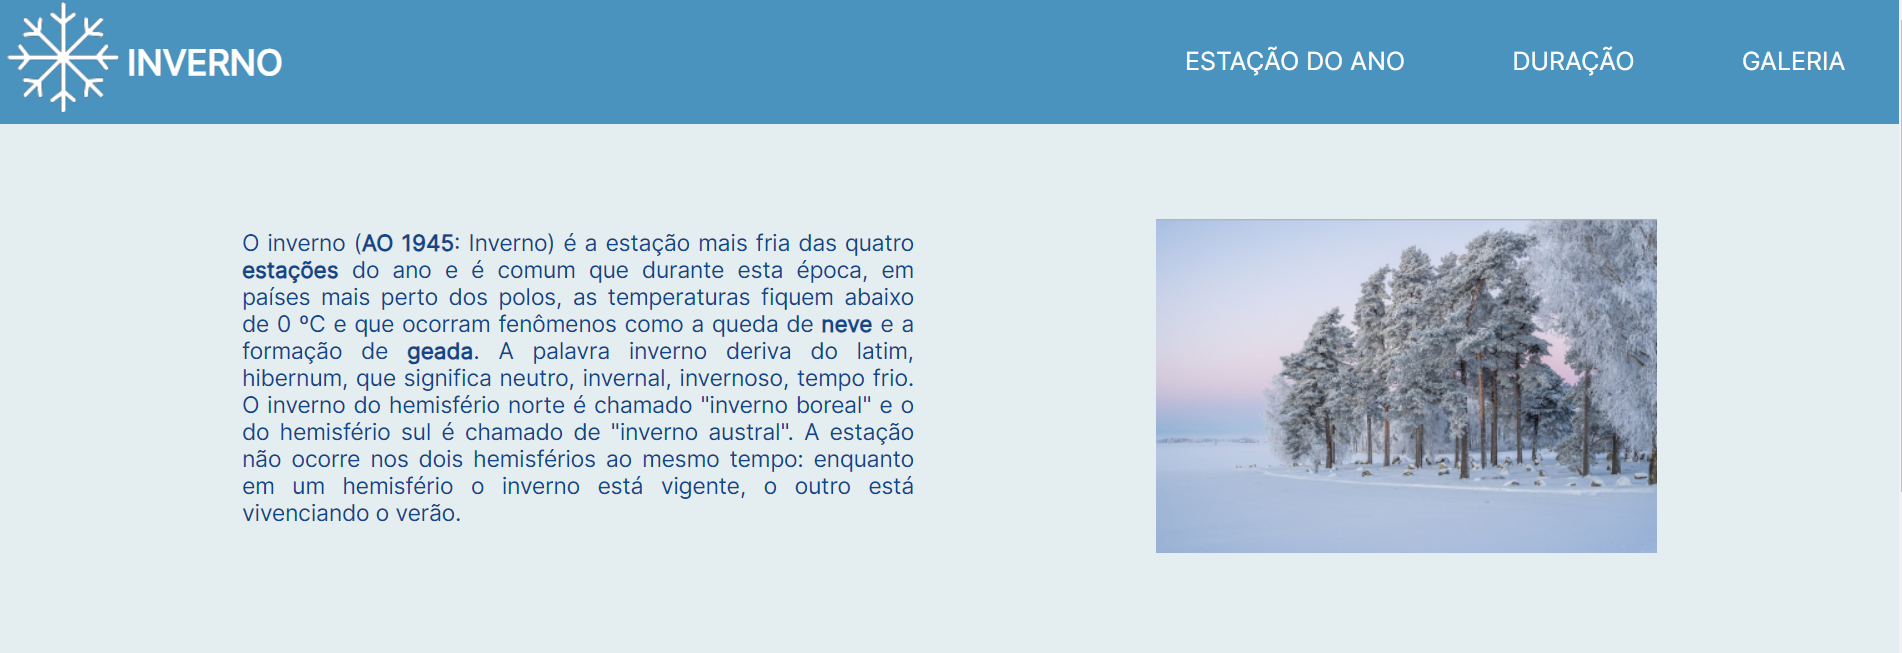 INVERNO
ESTAÇÃO DO ANO
DURAÇÃO
GALERIA
O inverno (AO 1945: Inverno) é a estação mais fria das quatro
estações do ano e é comum que durante esta época, em
países mais perto dos polos, as temperaturas fiquem abaixo
de 0 ºC e que ocorram fenômenos como a queda de neve e a
formação de geada. A palavra inverno deriva do latim,
hibernum, que significa neutro, invernal, invernoso, tempo frio.
O inverno do hemisfério norte é chamado "inverno boreal" e o
do hemisfério sul é chamado de "inverno austral". A estação
não ocorre nos dois hemisférios ao mesmo tempo: enquanto
em um hemisfério o inverno está vigente, o outro está
vivenciando o verão.